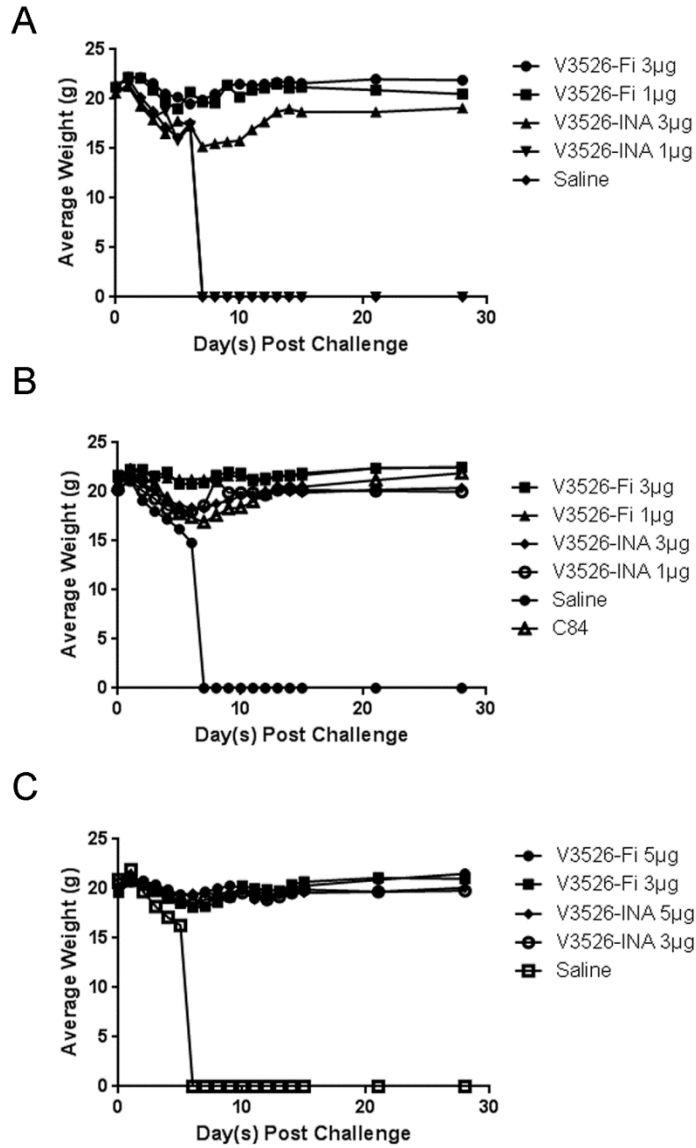 A
25
20
15
10
5
0
Average Weight (g)
0 10 20 30
Day(s) Post Challenge
V3526-Fi 3µg
V3526-Fi 1µg
V3526-INA 3µg
V3526-INA 1µg
Saline
B
25
20
15
10
5
0
Average Weight (g)
0 10 20 30
Day(s) Post Challenge
V3526-Fi 3µg
V3526-Fi 1µg
V3526-INA 3µg
V3526-INA 1µg
Saline
C84
C
25
20
15
10
5
0
Average Weight (g)
0 10 20 30
Day(s) Post Challenge
V3526-Fi 5µg
V3526-Fi 3µg
V3526-INA 5µg
V3526-INA 3µg
Saline